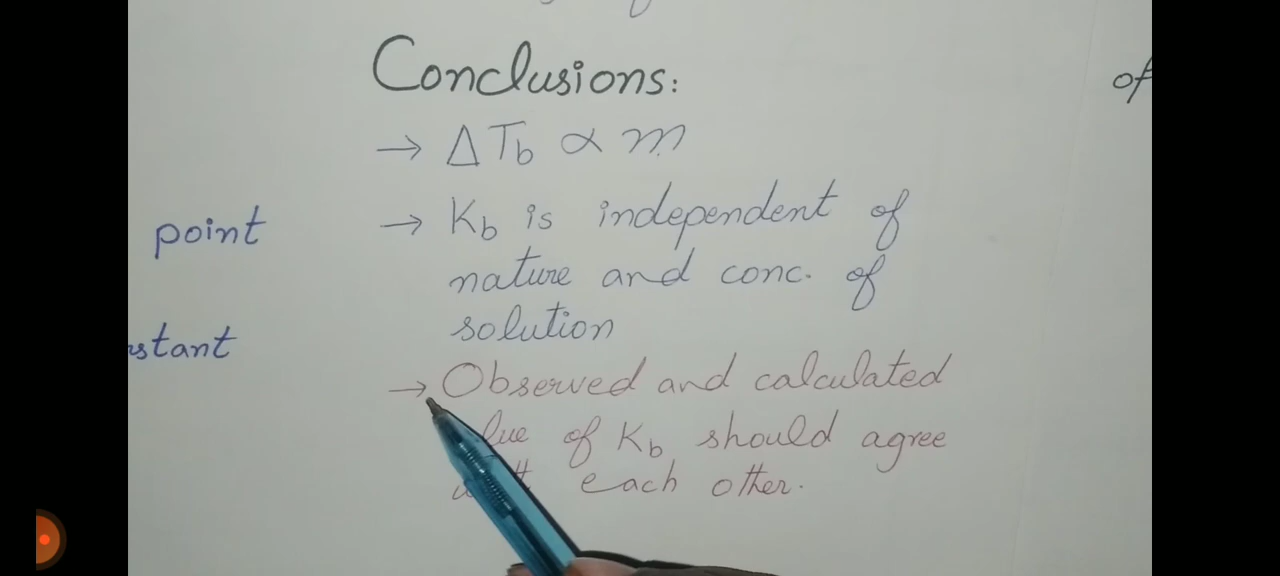 Conclusions:
of
→ ΔTb ∝ m
→ Kb is independent of
point
nature and conc. of
solution
stant
→ Observed and calculated
of Kb should agree
each other.